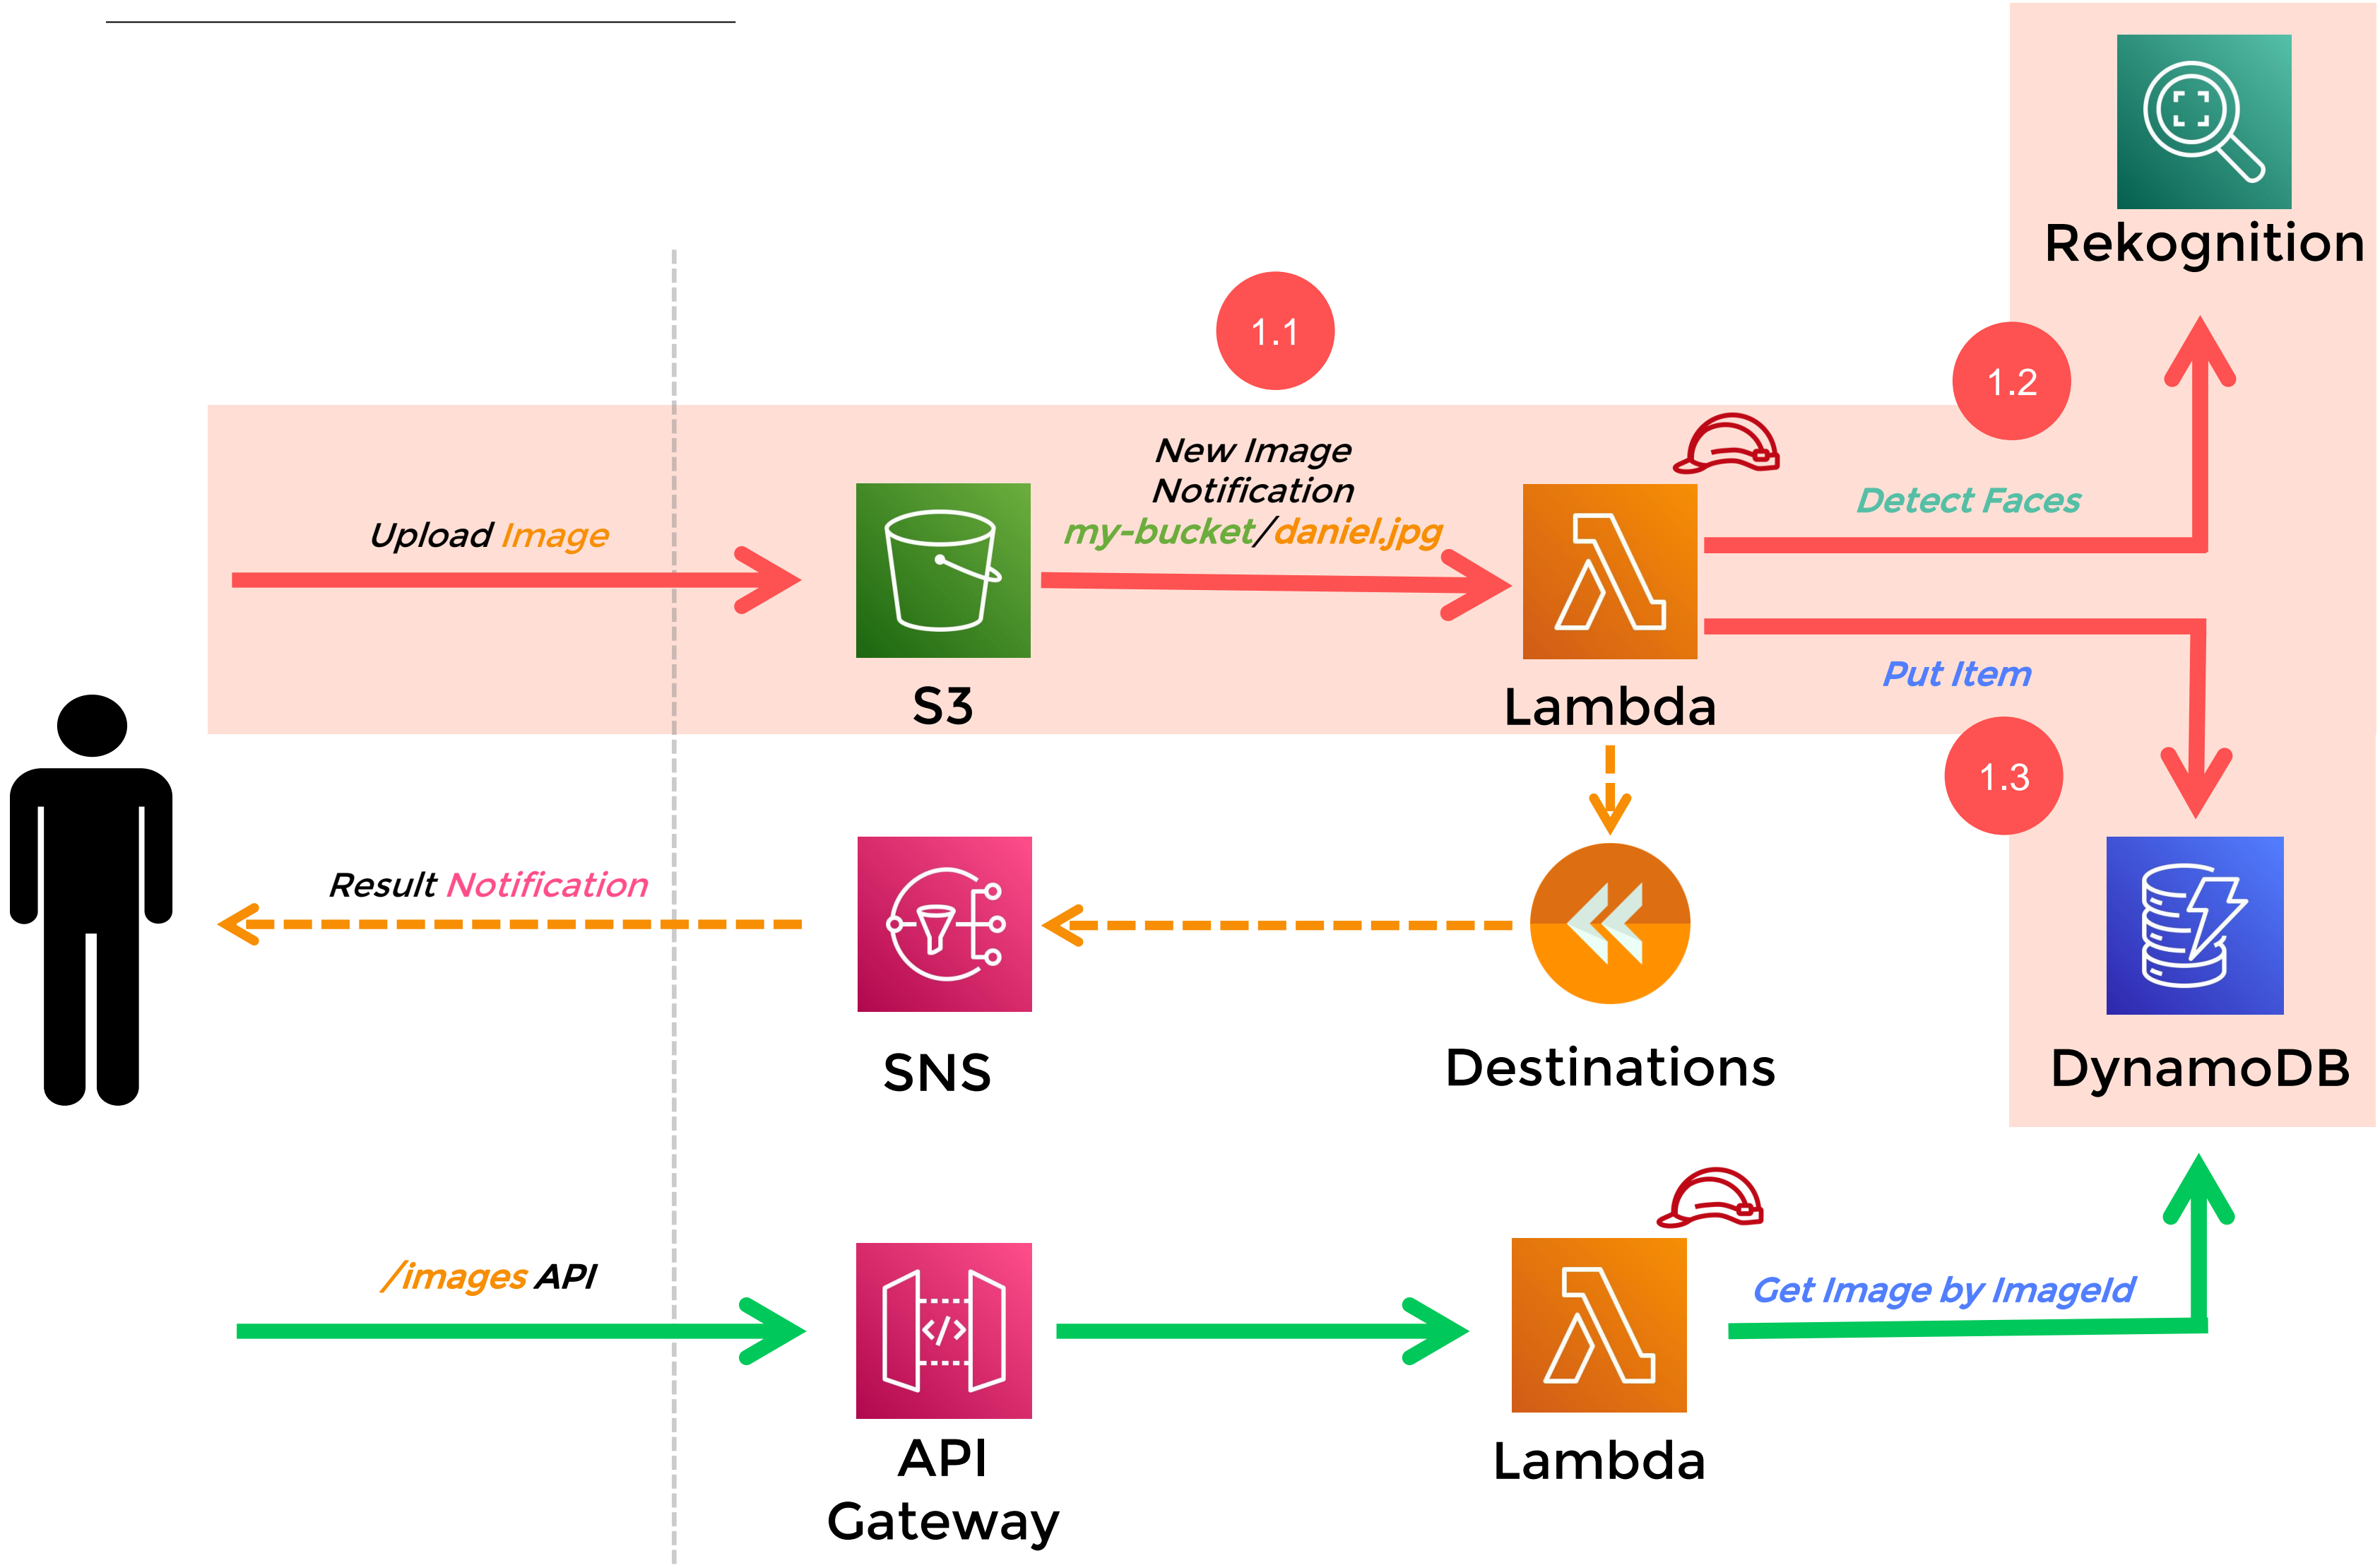 Rekognition
1.1
1.2
New Image
Notification
my-bucket/daniel.jpg
Upload Image
Detect Faces
S3
Lambda
Put Item
1.3
Result Notification
SNS
Destinations
DynamoDB
/images API
Get Image by ImageId
API
Gateway
Lambda